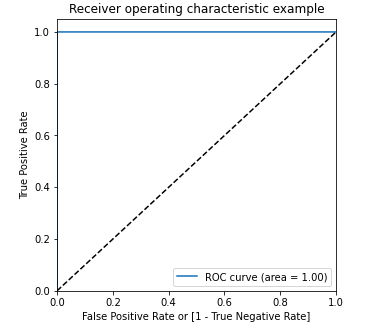 Receiver operating characteristic example
1.0
0.8
0.6
0.4
0.2
0.0
True Positive Rate
ROC curve (area = 1.00)
0.0 0.2 0.4 0.6 0.8 1.0
False Positive Rate or [1 - True Negative Rate]